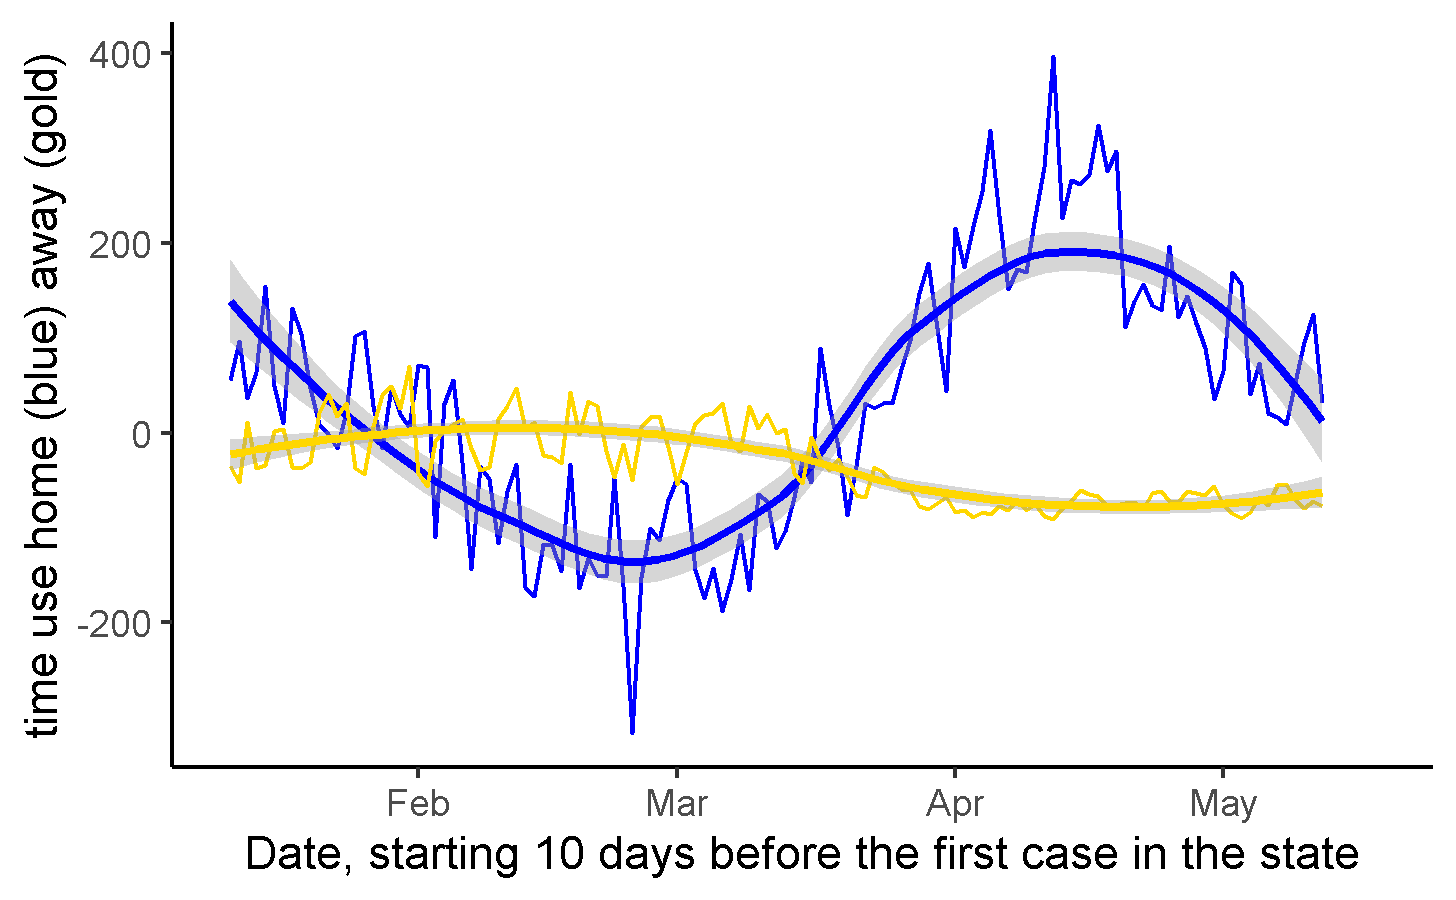 time use home (blue) away (gold)
400
200
0
-200
Feb Mar Apr May
Date, starting 10 days before the first case in the state